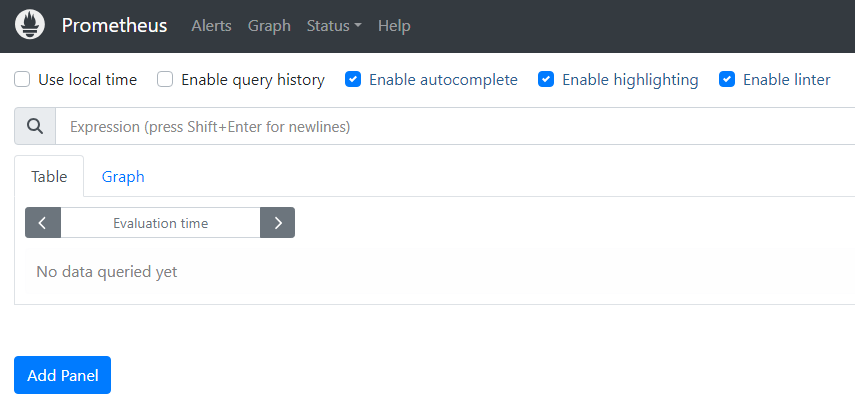 Prometheus Alerts Graph Status Help
Use local time Enable query history Enable autocomplete Enable highlighting Enable linter
Expression (press Shift+Enter for newlines)
Table Graph
Evaluation time
No data queried yet
Add Panel